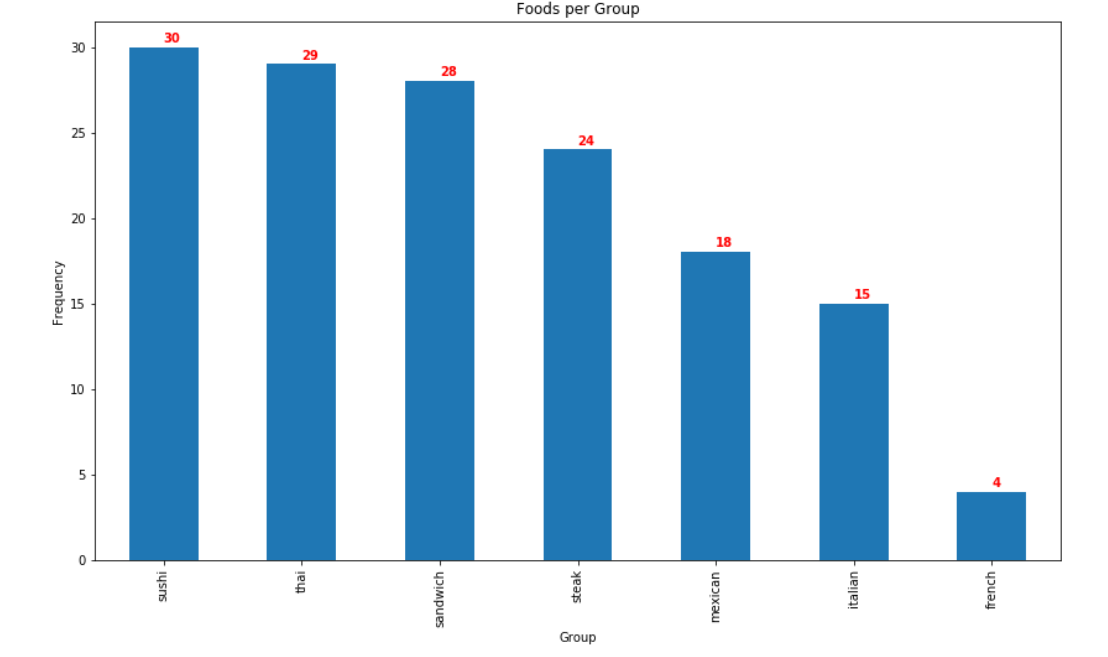 Foods per Group
30
29
28
24
18
15
4
30
25
20
15
10
5
0
Frequency
sushi
thai
sandwich
steak
mexican
italian
french
Group